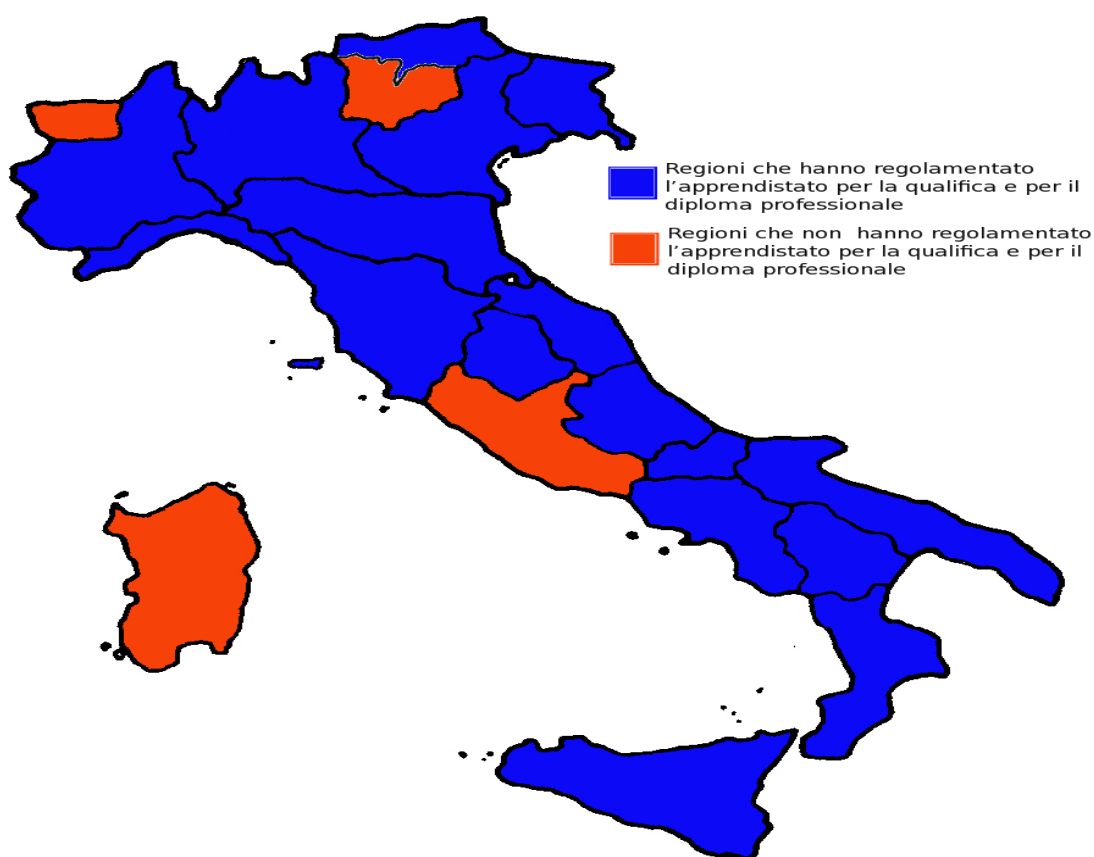 Regioni che hanno regolamentato
l'apprendistato per la qualifica e per il
diploma professionale
Regioni che non  hanno regolamentato
l'apprendistato per la qualifica e per il
diploma professionale